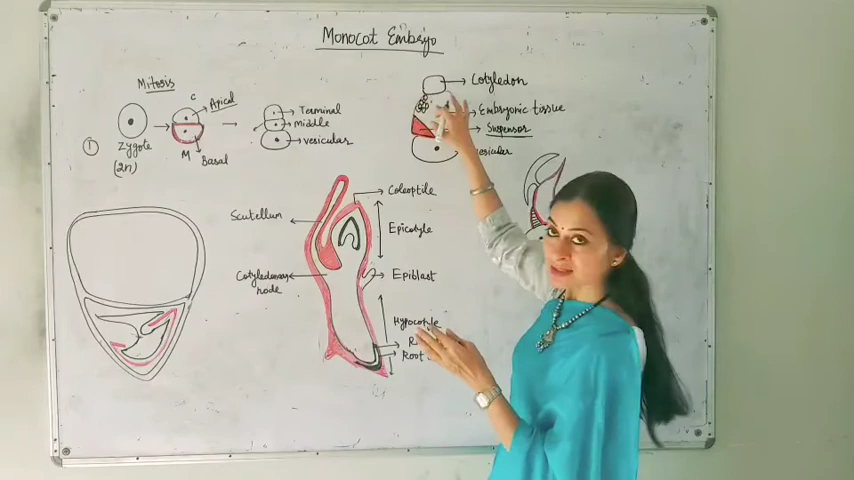 Monocot Embryo
Mitosis
C
Apical
①
Zygote
(2n)
M
Basal
Terminal
middle
vesicular
Cotyledon
Embryonic tissue
Suspensor
vesicular
Coleoptile
Scutellum
Epicotyle
Cotyledonary
node
Epiblast
Hypocotyle
Root